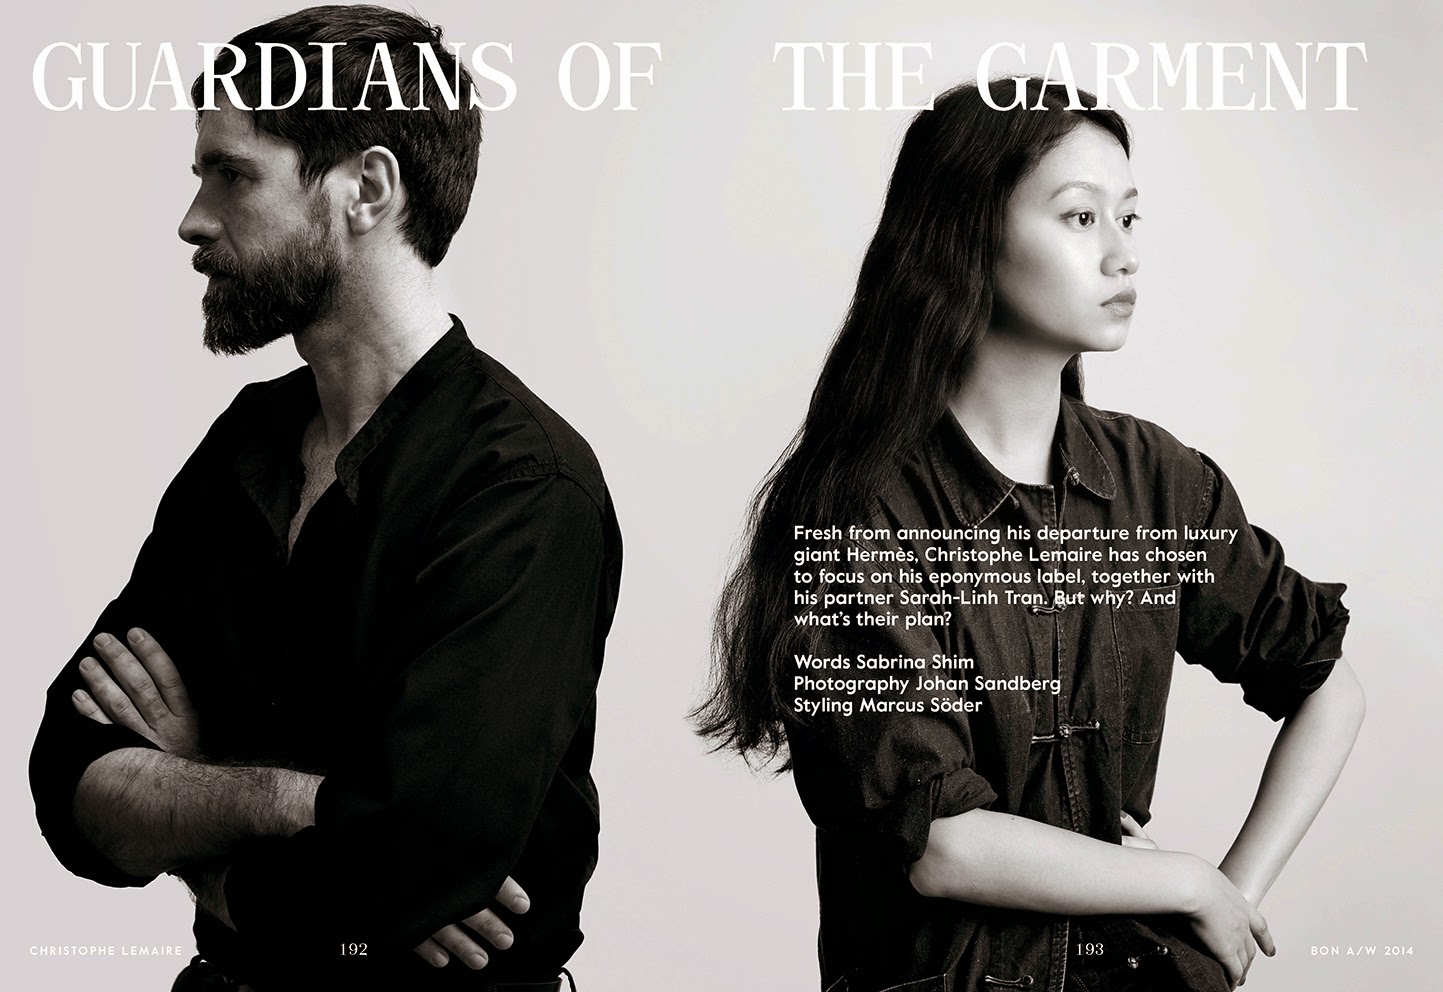 GUARDIANS OF THE GARMENT
Fresh from announcing his departure from luxury
giant Hermès, Christophe Lemaire has chosen
to focus on his eponymous label, together with
his partner Sarah-Linh Tran. But why? And
what's their plan?
Words Sabrina Shim
Photography Johan Sandberg
Styling Marcus Söder
CHRISTOPHE LEMAIRE
192
193
BON A/W 2014